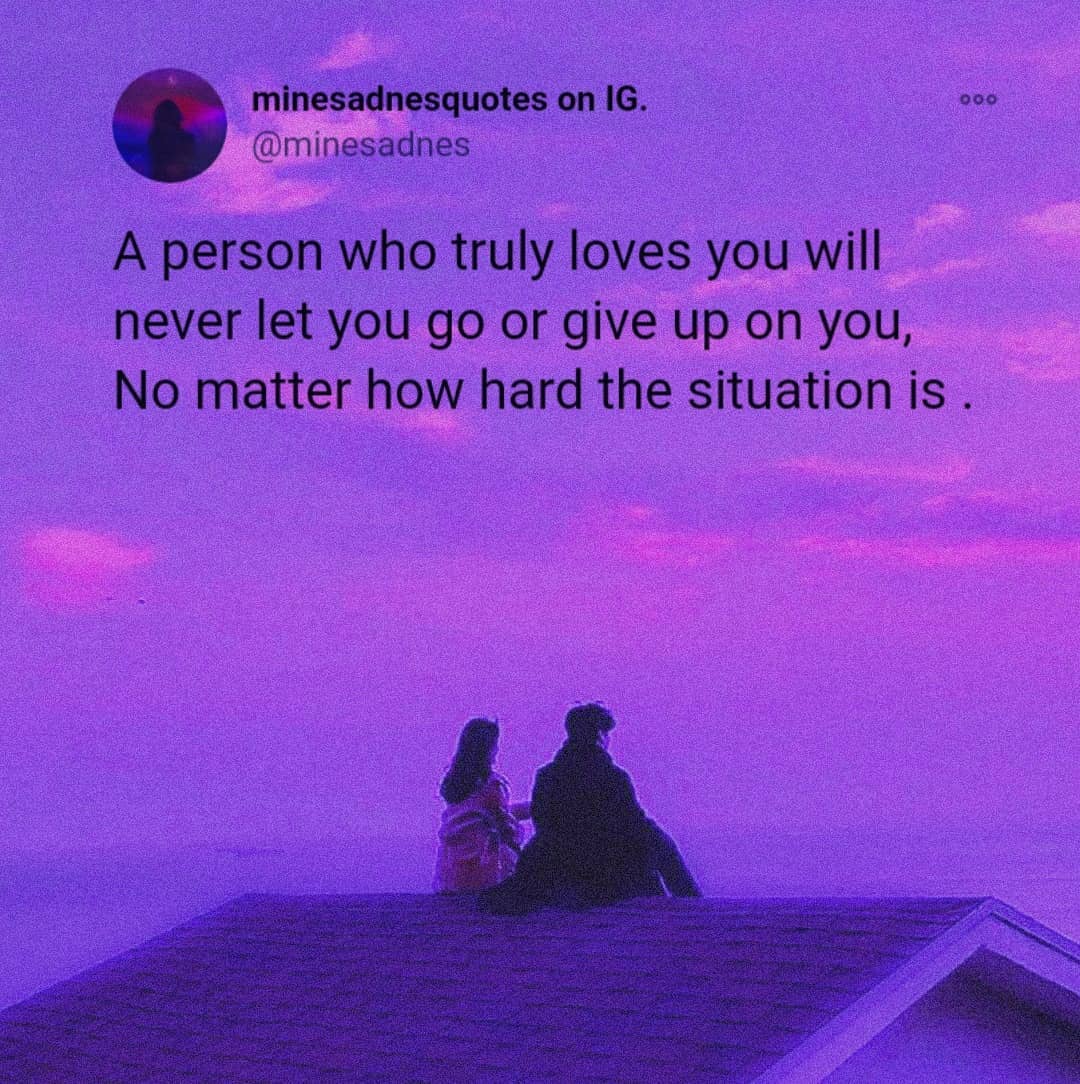 minesadnesquotes on IG.
@minesadnes
A person who truly loves you will
never let you go or give up on you,
No matter how hard the situation is .